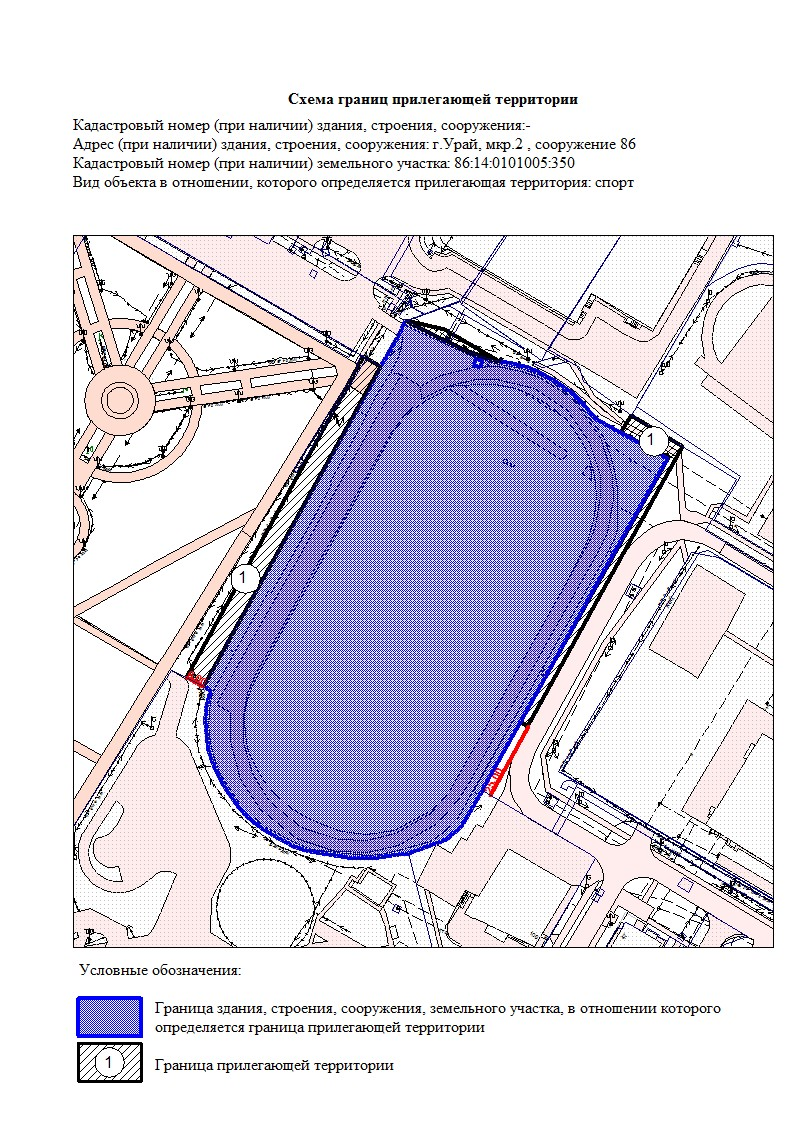 Схема границ прилегающей территории
Кадастровый номер (при наличии) здания, строения, сооружения:-
Адрес (при наличии) здания, строения, сооружения: г.Урай, мкр.2 , сооружение 86
Кадастровый номер (при наличии) земельного участка: 86:14:0101005:350
Вид объекта в отношении, которого определяется прилегающая территория: спорт
1
1
Условные обозначения:
Граница здания, строения, сооружения, земельного участка, в отношении которого
определяется граница прилегающей территории
1
Граница прилегающей территории